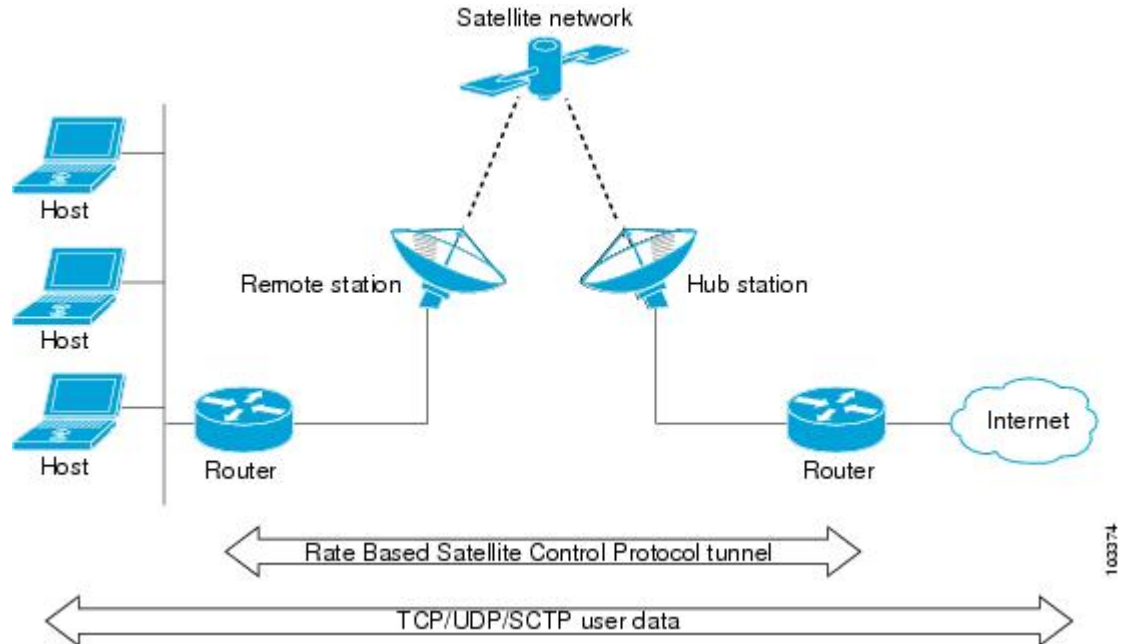 Satellite network
Host
Remote station
Hub station
Host
Host
Router
Router
Internet
Rate Based Satellite Control Protocol tunnel
TCP/UDP/SCTP user data
103374